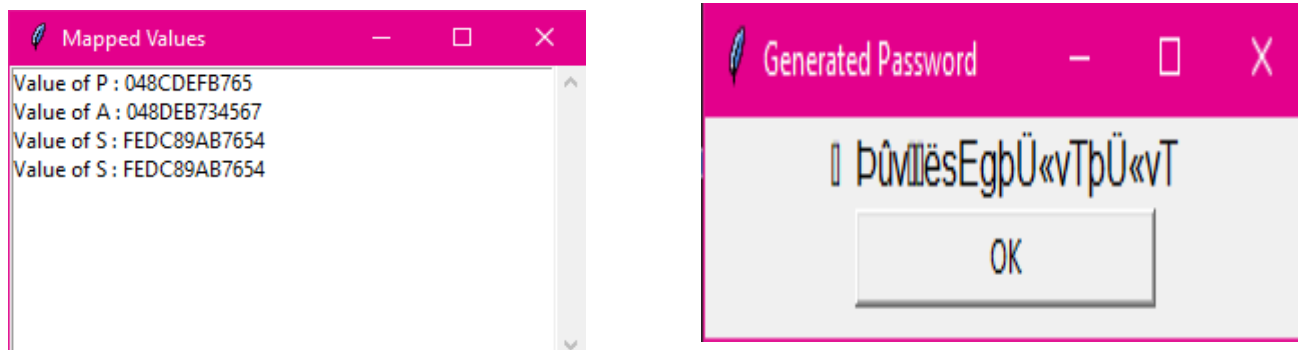 Mapped Values
Value of P : 048CDEFB765
Value of A : 048DEB734567
Value of S : FEDC89AB7654
Value of S : FEDC89AB7654
Generated Password
ÞûvësEgþÜ«vTþÜ«vT
OK